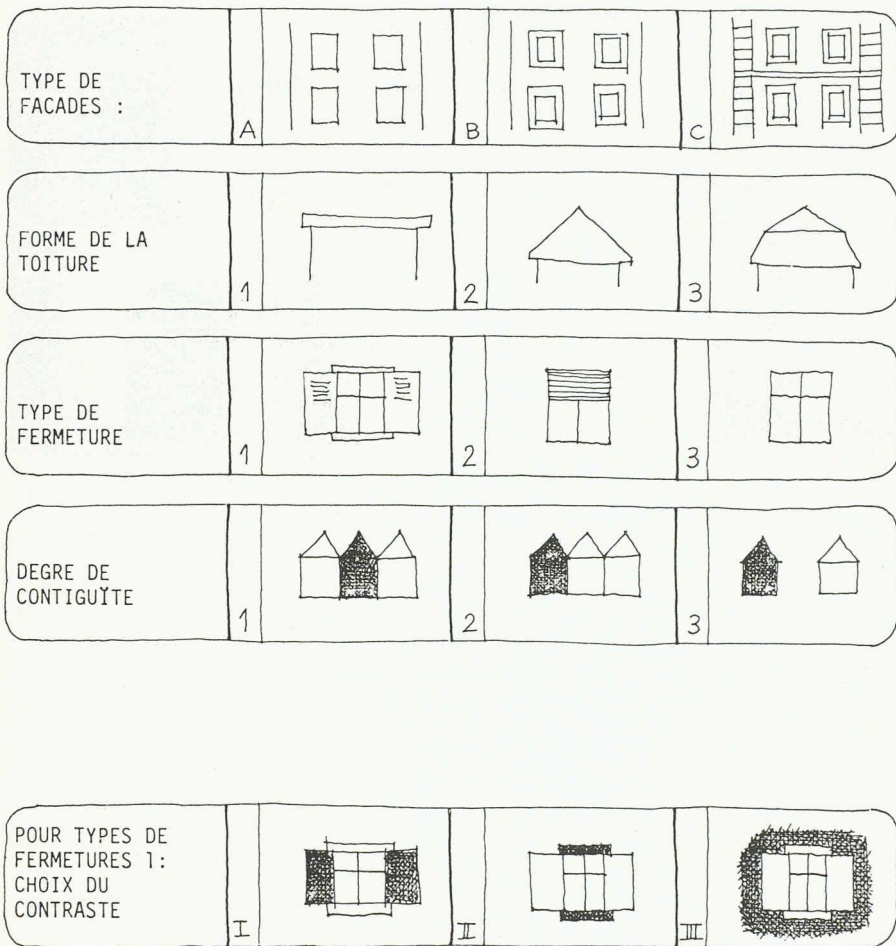 TYPE DE
FACADES :
A
B
C
FORME DE LA
TOITURE
1
2
3
TYPE DE
FERMETURE
1
2
3
DEGRE DE
CONTIGUÏTE
1
2
3
POUR TYPES DE
FERMETURES 1:
CHOIX DU
CONTRASTE
I
II
III